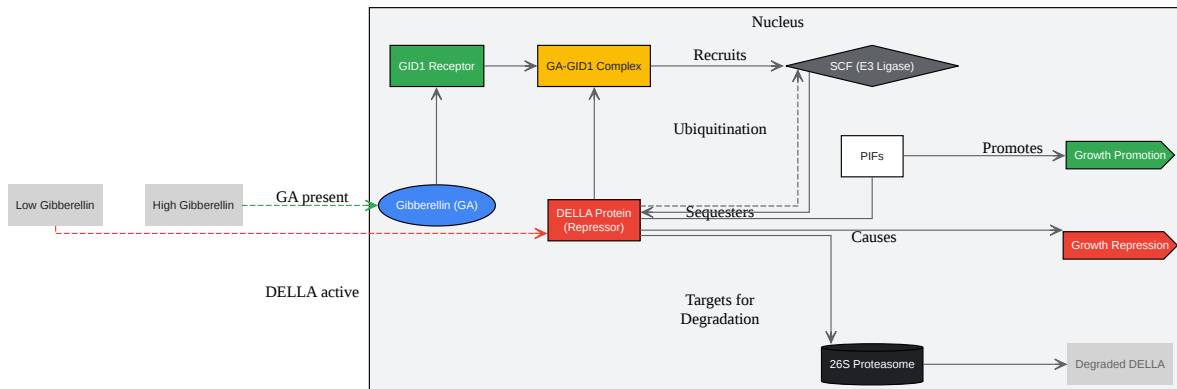 Nucleus
GID1 Receptor
GA-GID1 Complex
Recruits
SCF (E3 Ligase)
Ubiquitination
PIFs
Promotes
Growth Promotion
Low Gibberellin
High Gibberellin
GA present
Gibberellin (GA)
DELLA Protein
(Repressor)
Sequesters
Causes
Growth Repression
DELLA active
Targets for
Degradation
26S Proteasome
Degraded DELLA